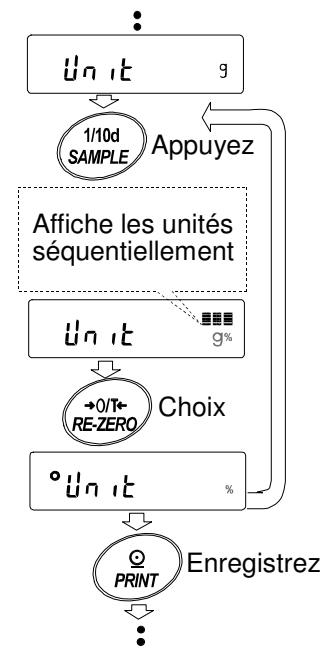 Unit g
1/10d
SAMPLE
Appuyez
Affiche les unités
séquentiellement
Unit g%
→0/T←
RE-ZERO
Choix
Unit %
PRINT
Enregistrez